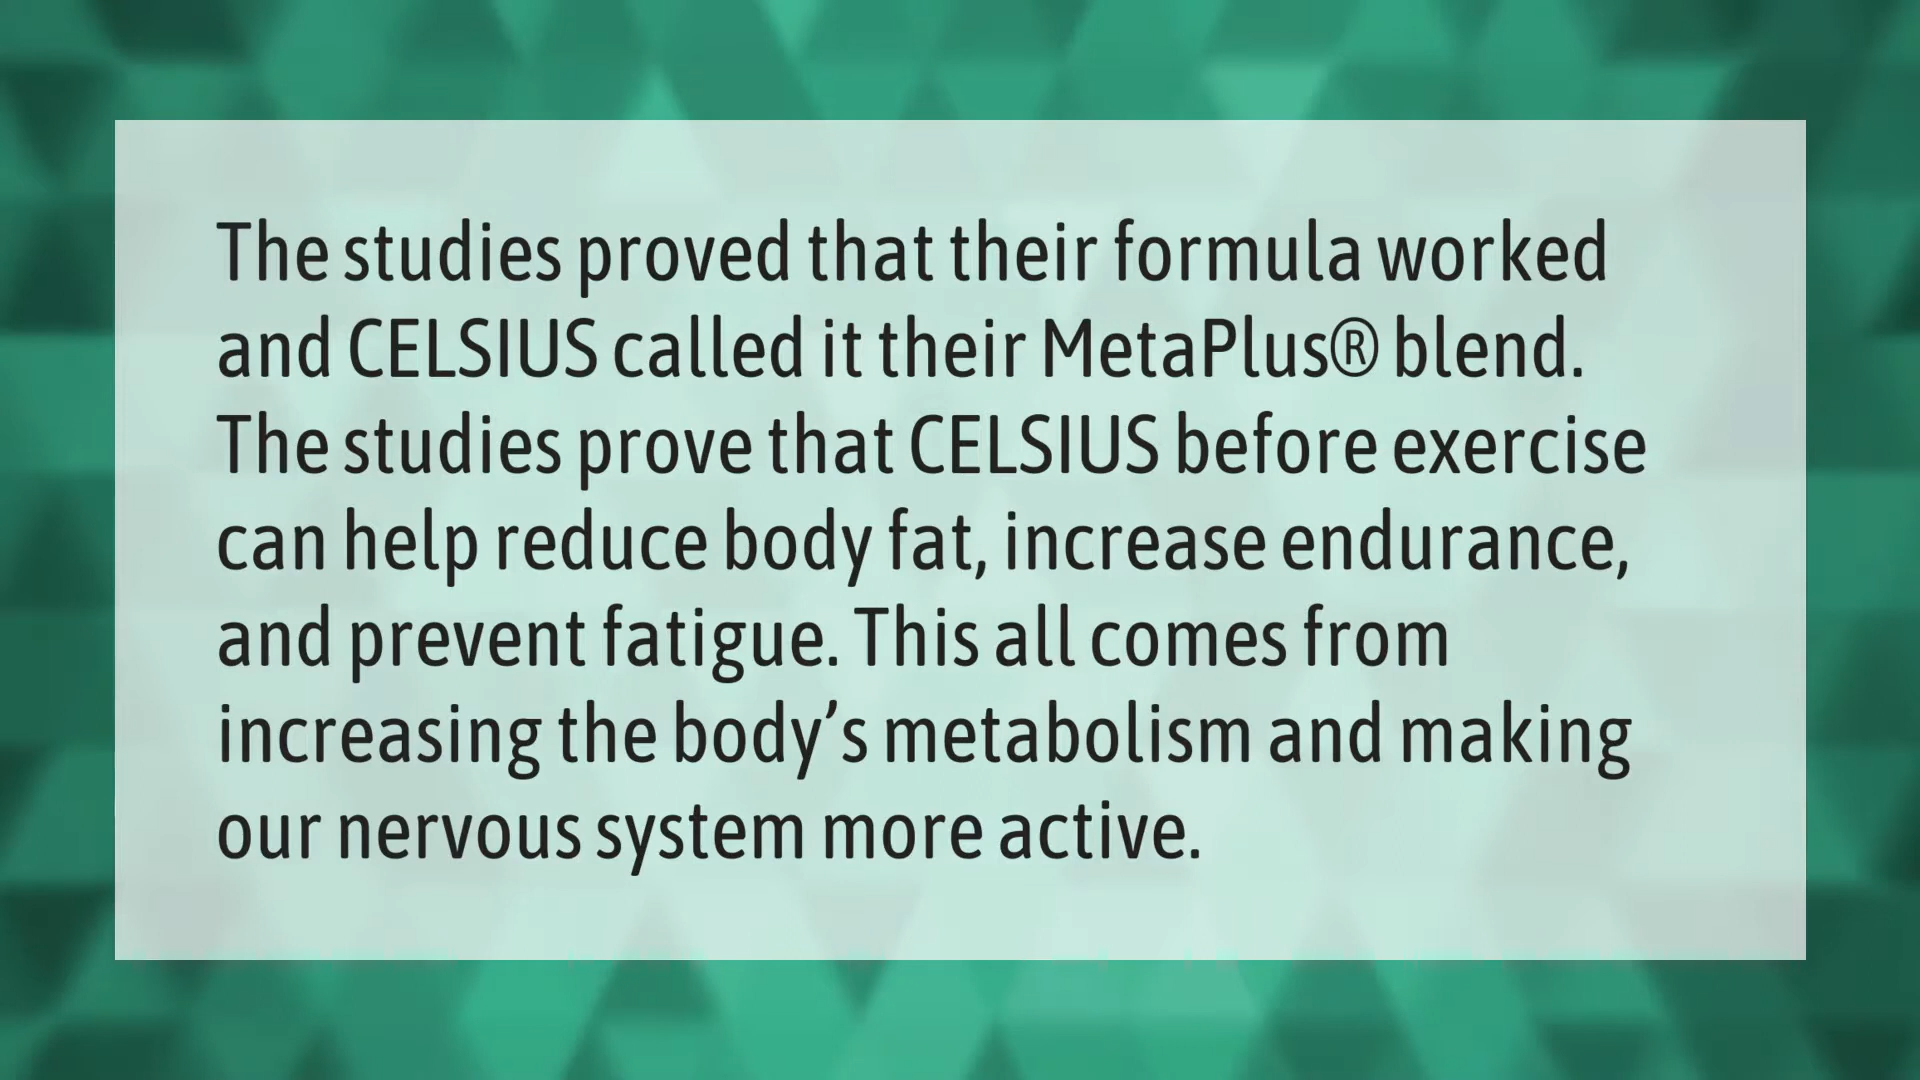 The studies proved that their formula worked
and CELSIUS called it their MetaPlus® blend.
The studies prove that CELSIUS before exercise
can help reduce body fat, increase endurance,
and prevent fatigue. This all comes from
increasing the body’s metabolism and making
our nervous system more active.